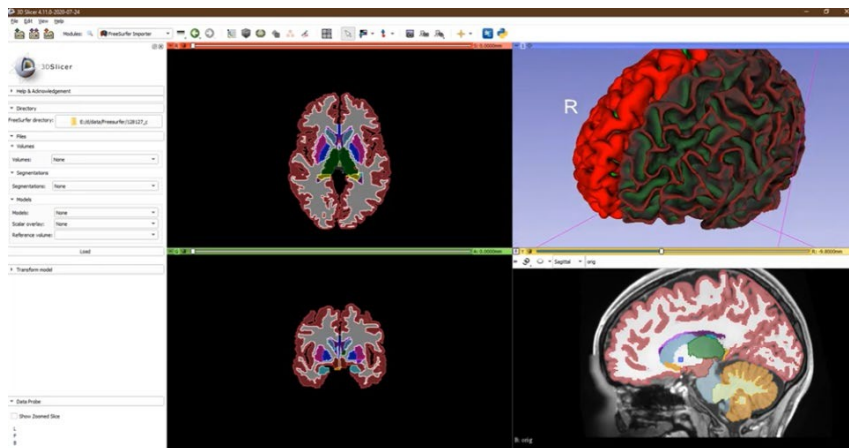 3D Slicer 4.11.0-2020-07-24
File Edit View Help
Modules: FreeSurfer Importer
3DSlicer
Help & Acknowledgement
Directory
FreeSurfer directory:
Files
Volumes
Volumes: None
Segmentations
Segmentations: None
Models
Models: None
Scalar overlay: None
Reference volume:
Load
Transform model
Data Probe
Show Zoomed Slice
L
F
B
R
1
Sagittal orig
B: orig